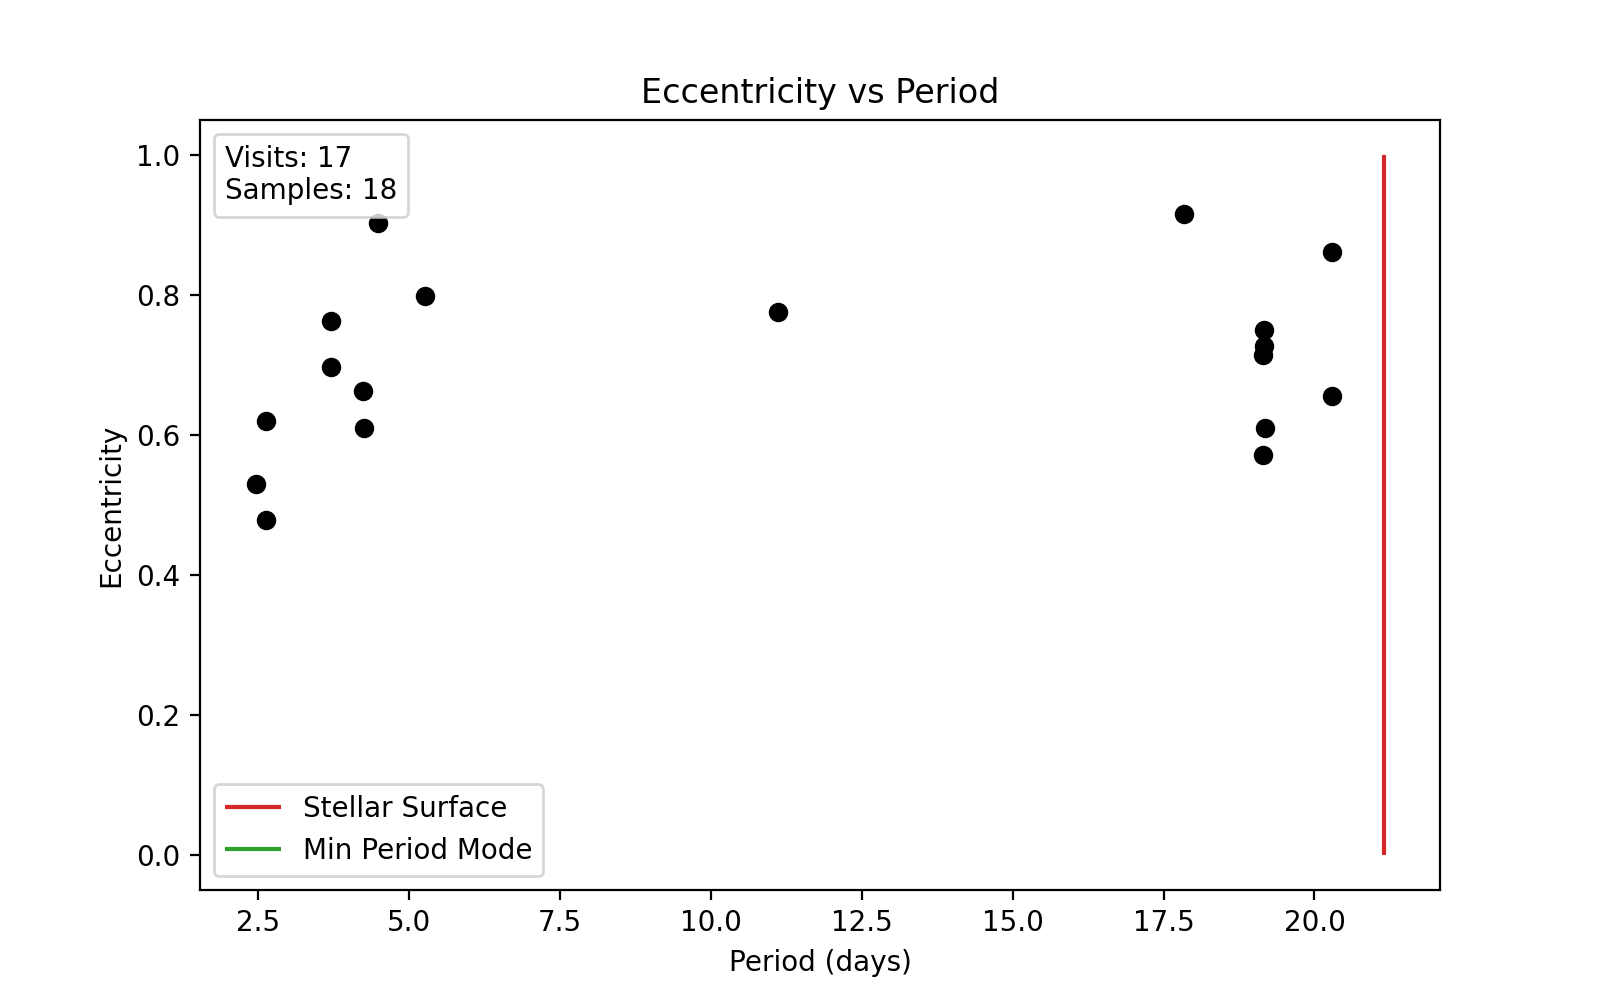 Eccentricity vs Period
Visits: 17
Samples: 18
1.0
0.8
0.6
0.4
0.2
0.0
Eccentricity
Stellar Surface
Min Period Mode
2.5
5.0
7.5
10.0
12.5
15.0
17.5
20.0
Period (days)